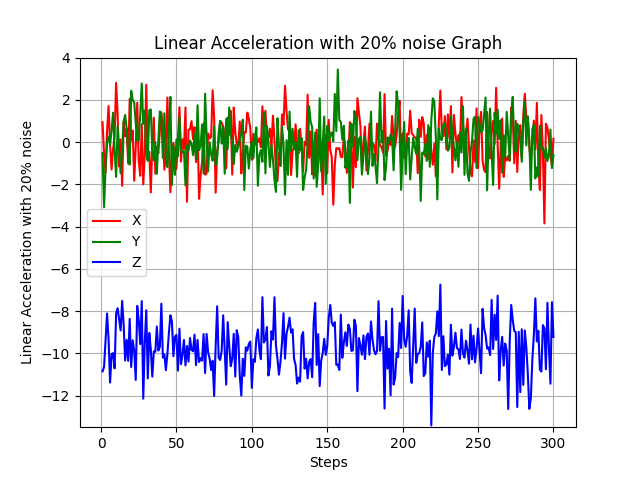 Linear Acceleration with 20% noise Graph
Linear Acceleration with 20% noise
4
2
0
−2
−4
−6
−8
−10
−12
X
Y
Z
0 50 100 150 200 250 300
Steps